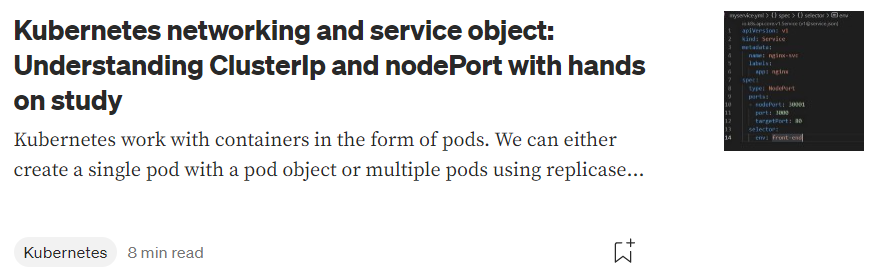 Kubernetes networking and service object:
Understanding ClusterIp and nodePort with hands
on study
Kubernetes work with containers in the form of pods. We can either
create a single pod with a pod object or multiple pods using replicase...
Kubernetes 8 min read
myservice.yml > {} spec > {} selector > env
1 apiVersion: v1
2 kind: Service
3 metadata:
4 name: nginx-svc
5 labels:
6 app: nginx
7 spec:
8 type: NodePort
9 ports:
10 - nodePort: 30001
11 port: 3000
12 targetPort: 80
13 selector:
14 env: front-end